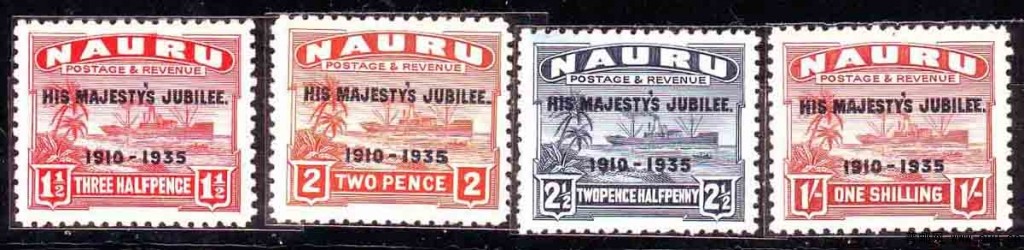 NAURU
POSTAGE & REVENUE
HIS MAJESTY'S JUBILEE.
1910 - 1935
1½ THREE HALFPENCE 1½
NAURU
POSTAGE & REVENUE
HIS MAJESTY'S JUBILEE.
1910 - 1935
2 TWO PENCE 2
NAURU
POSTAGE & REVENUE
HIS MAJESTY'S JUBILEE.
1910 - 1935
2½ TWOPENCE HALFPENNY 2½
NAURU
POSTAGE & REVENUE
HIS MAJESTY'S JUBILEE.
1910 - 1935
1/- ONE SHILLING 1/-